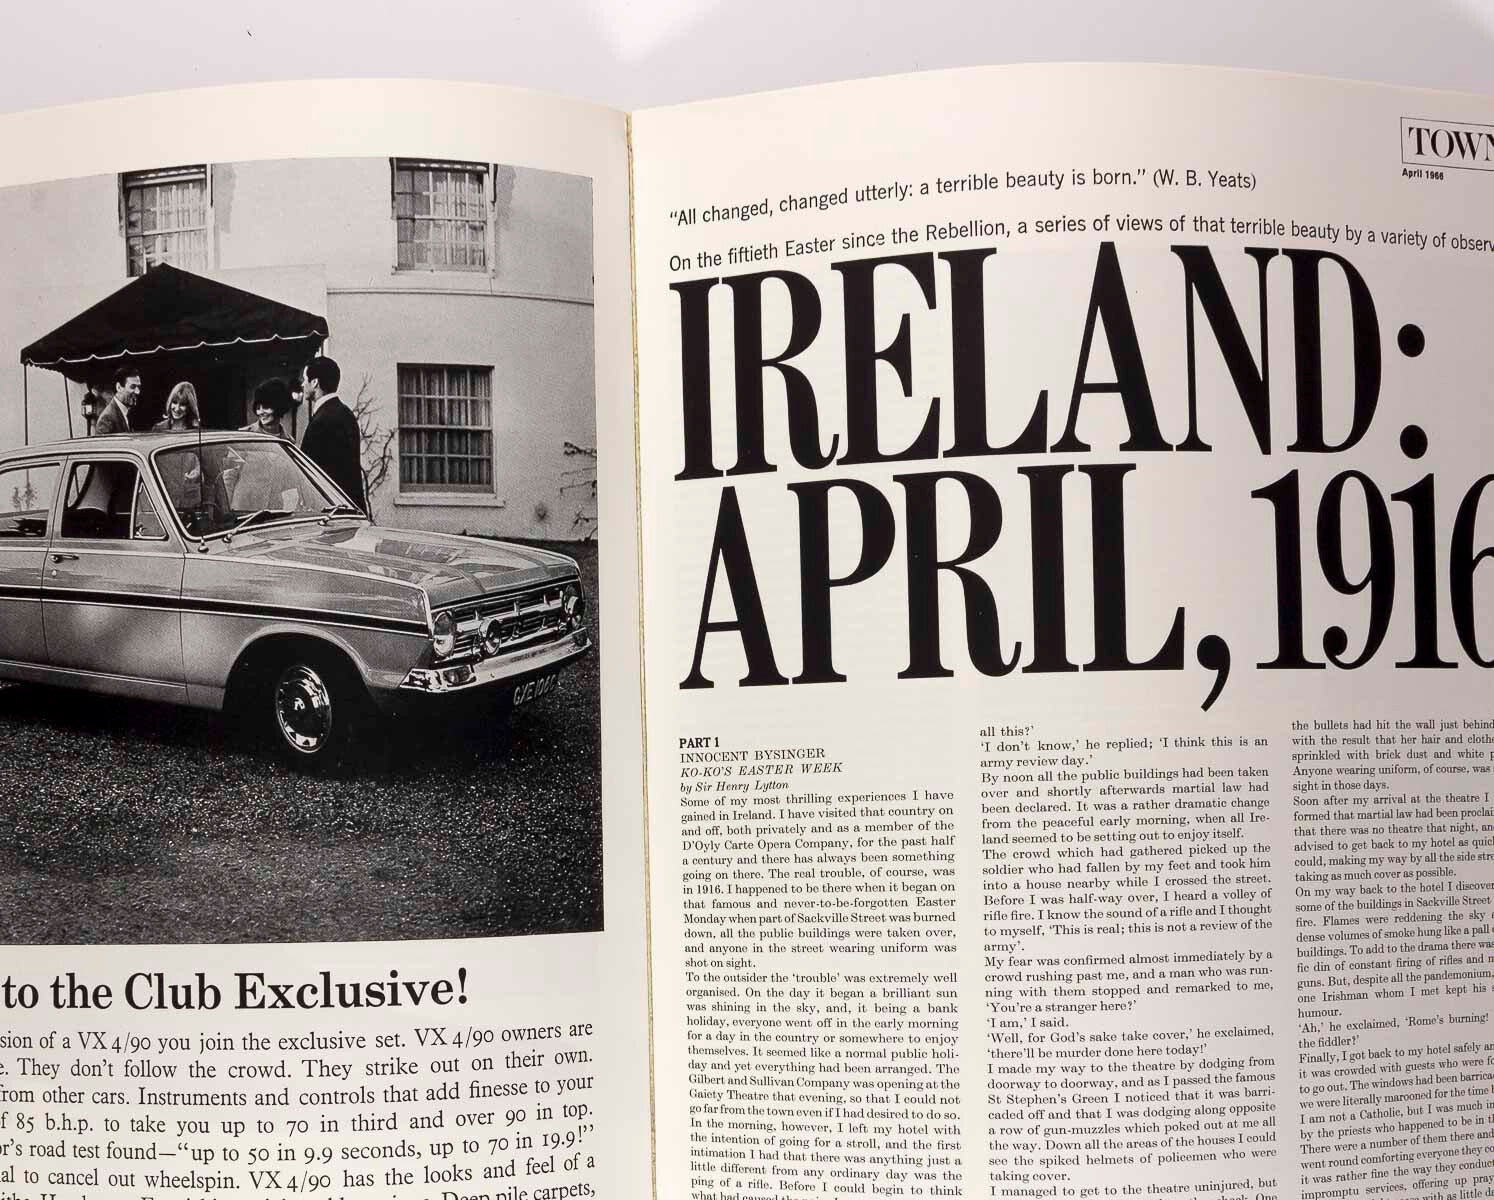 GYE 100C
to the Club Exclusive!
sion of a VX 4/90 you join the exclusive set. VX 4/90 owners are
e. They don't follow the crowd. They strike out on their own.
from other cars. Instruments and controls that add finesse to your
f 85 b.h.p. to take you up to 70 in third and over 90 in top.
or's road test found—“up to 50 in 9.9 seconds, up to 70 in 19.9!”
al to cancel out wheelspin. VX 4/90 has the looks and feel of a
Deep pile carpets,
TOWN
April 1966
“All changed, changed utterly: a terrible beauty is born.” (W. B. Yeats)
On the fiftieth Easter since the Rebellion, a series of views of that terrible beauty by a variety of observ
IRELAND:
APRIL, 1916
PART 1
INNOCENT BYSINGER
KO-KO'S EASTER WEEK
by Sir Henry Lytton
Some of my most thrilling experiences I have
gained in Ireland. I have visited that country on
and off, both privately and as a member of the
D'Oyly Carte Opera Company, for the past half
a century and there has always been something
going on there. The real trouble, of course, was
in 1916. I happened to be there when it began on
that famous and never-to-be-forgotten Easter
Monday when part of Sackville Street was burned
down, all the public buildings were taken over,
and anyone in the street wearing uniform was
shot on sight.
To the outsider the ‘trouble’ was extremely well
organised. On the day it began a brilliant sun
was shining in the sky, and, it being a bank
holiday, everyone went off in the early morning
for a day in the country or somewhere to enjoy
themselves. It seemed like a normal public holi-
day and yet everything had been arranged. The
Gilbert and Sullivan Company was opening at the
Gaiety Theatre that evening, so that I could not
go far from the town even if I had desired to do so.
In the morning, however, I left my hotel with
the intention of going for a stroll, and the first
intimation I had that there was anything just a
little different from any ordinary day was the
ping of a rifle. Before I could begin to think
what had caused
all this?’
‘I don't know,’ he replied; ‘I think this is an
army review day.’
By noon all the public buildings had been taken
over and shortly afterwards martial law had
been declared. It was a rather dramatic change
from the peaceful early morning, when all Ire-
land seemed to be setting out to enjoy itself.
The crowd which had gathered picked up the
soldier who had fallen by my feet and took him
into a house nearby while I crossed the street.
Before I was half-way over, I heard a volley of
rifle fire. I know the sound of a rifle and I thought
to myself, ‘This is real; this is not a review of the
army’.
My fear was confirmed almost immediately by a
crowd rushing past me, and a man who was run-
ning with them stopped and remarked to me,
‘You're a stranger here?’
‘I am,’ I said.
‘Well, for God's sake take cover,’ he exclaimed,
‘there'll be murder done here today!’
I made my way to the theatre by dodging from
doorway to doorway, and as I passed the famous
St Stephen's Green I noticed that it was barri-
caded off and that I was dodging along opposite
a row of gun-muzzles which poked out at me all
the way. Down all the areas of the houses I could
see the spiked helmets of policemen who were
taking cover.
I managed to get to the theatre uninjured, but
One
the bullets had hit the wall just behind
with the result that her hair and clothe
sprinkled with brick dust and white p
Anyone wearing uniform, of course, was
sight in those days.
Soon after my arrival at the theatre I
formed that martial law had been proclai
that there was no theatre that night, an
advised to get back to my hotel as quick
could, making my way by all the side stre
taking as much cover as possible.
On my way back to the hotel I discover
some of the buildings in Sackville Street
fire. Flames were reddening the sky a
dense volumes of smoke hung like a pall
buildings. To add to the drama there was
fic din of constant firing of rifles and m
guns. But, despite all the pandemonium,
one Irishman whom I met kept his s
humour.
‘Ah,’ he exclaimed, ‘Rome's burning!
the fiddler?’
Finally, I got back to my hotel safely an
it was crowded with guests who were fo
to go out. The windows had been barricad
we were literally marooned for the time b
I am not a Catholic, but I was much in
by the priests who happened to be in th
There were a number of them there and
went round comforting everyone they co
it was rather fine the way they conduct
impromptu services, offering up pray